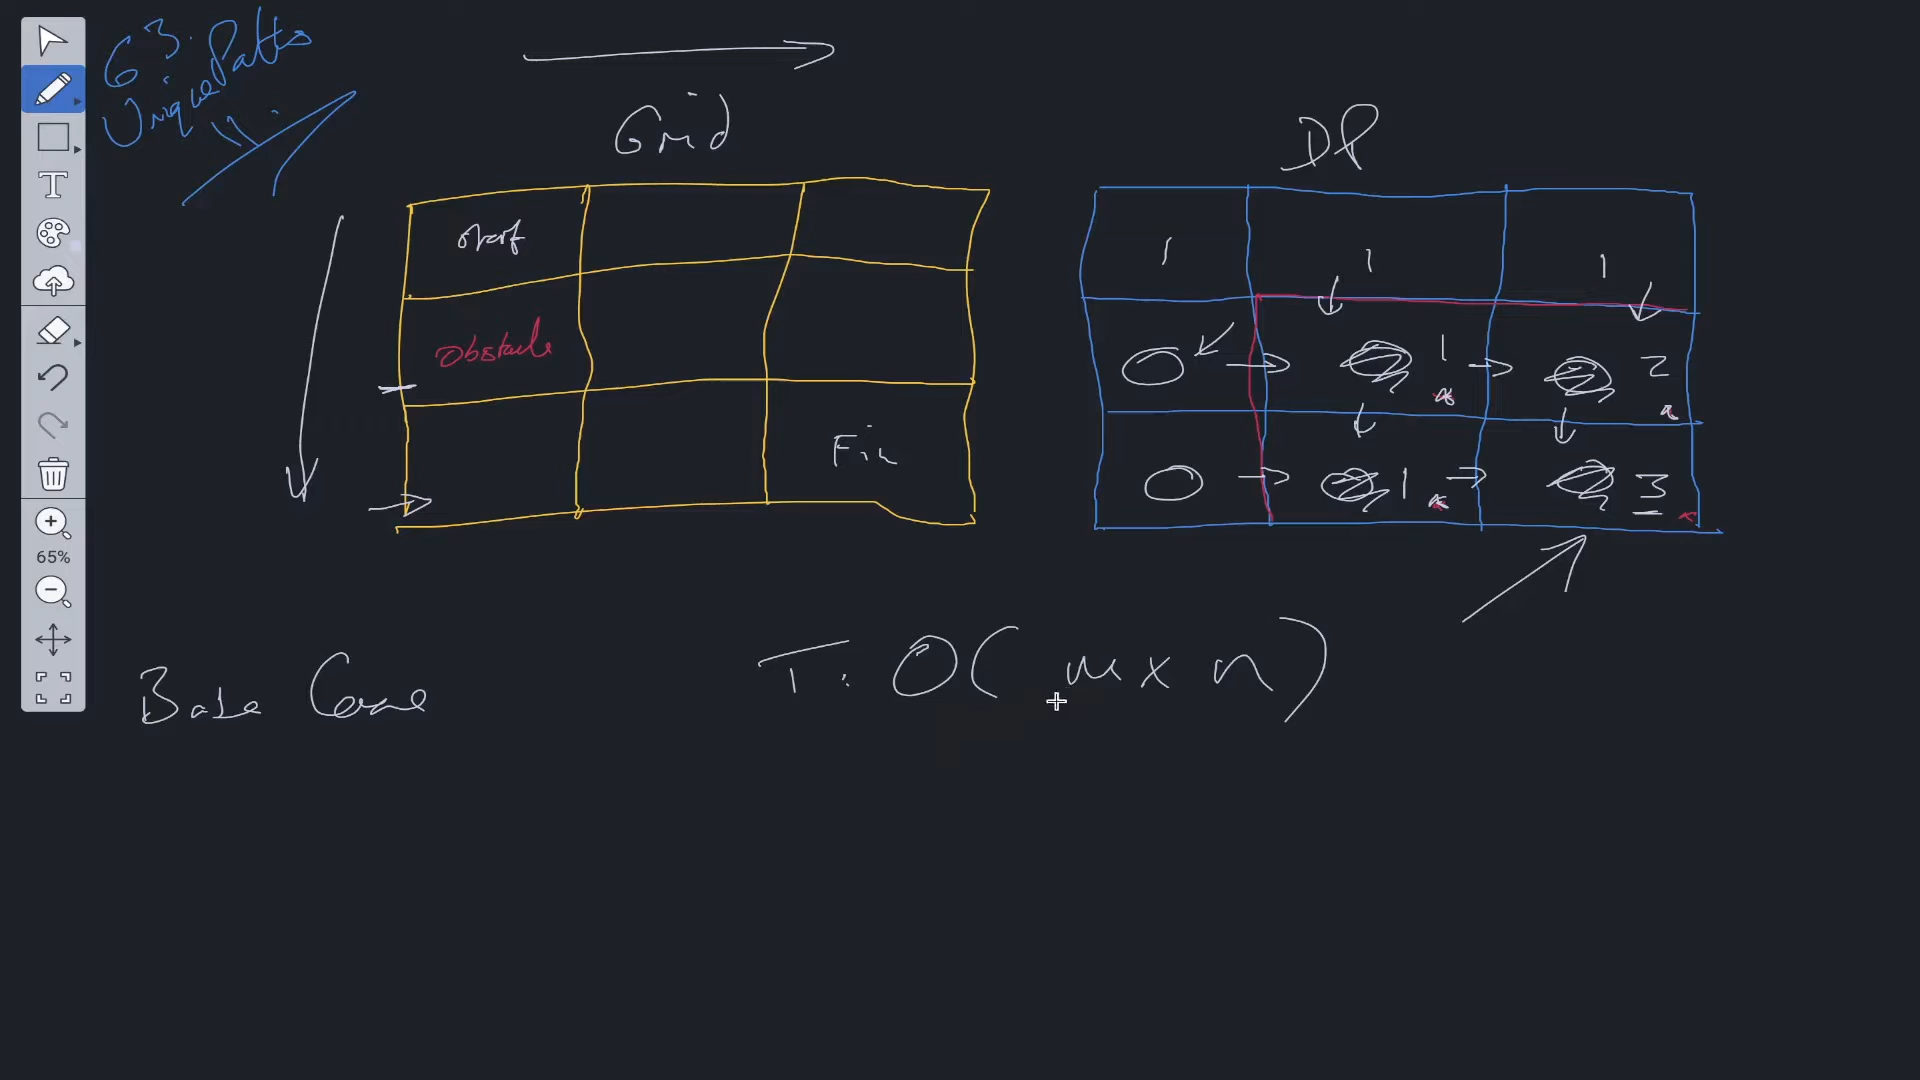 63.
Unique Paths
II.
Grid
DP
start
Obstacle
Fin
1 1 1
0 1 2
0 1 3
T: O( m x n )
Base Case
T
65%